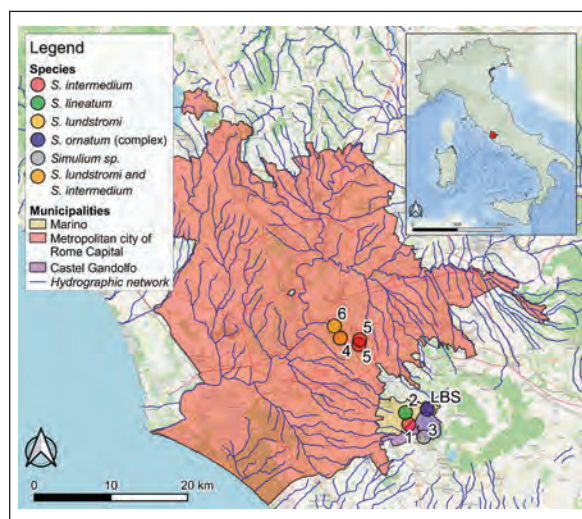 Legend
Species
S. intermedium
S. lineatum
S. lundstromi
S. ornatum (complex)
Simulium sp.
S. lundstromi and
S. intermedium
Municipalities
Marino
Metropolitan city of
Rome Capital
Castel Gandolfo
Hydrographic network
6
5
4
5
2
LBS
1
3
0 10 20 km